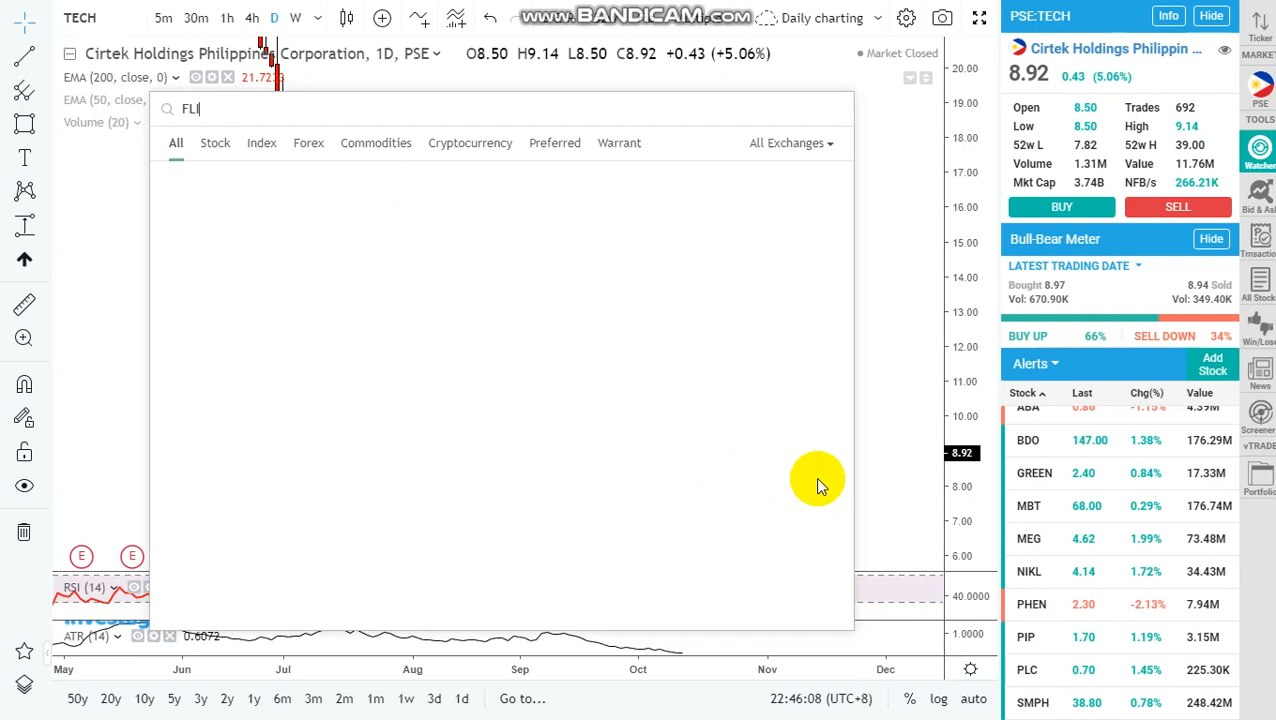 TECH 5m 30m 1h 4h D W Daily charting
WWW.BANDICAM.COM
Cirtek Holdings Philippines Corporation, 1D, PSE O8.50 H9.14 L8.50 C8.92 +0.43 (+5.06%) Market Closed
EMA (200, close, 0)
EMA (50, close,
Volume (20)
FLI
All Stock Index Forex Commodities Cryptocurrency Preferred Warrant All Exchanges
20.00
19.00
18.00
17.00
16.00
15.00
14.00
13.00
12.00
11.00
10.00
8.92
8.00
7.00
6.00
E E
RSI (14)
40.0000
ATR (14) 0.6072
1.0000
May Jun Jul Aug Sep Oct Nov Dec
50y 20y 10y 5y 3y 2y 1y 6m 3m 2m 1m 1w 3d 1d Go to... 22:46:08 (UTC+8) % log auto
PSE:TECH Info Hide
Cirtek Holdings Philippin ...
8.92 0.43 (5.06%)
Open 8.50 Trades 692
Low 8.50 High 9.14
52w L 7.82 52w H 39.00
Volume 1.31M Value 11.76M
Mkt Cap 3.74B NFB/s 266.21K
BUY SELL
Bull-Bear Meter Hide
LATEST TRADING DATE
Bought 8.97 8.94 Sold
Vol: 670.90K Vol: 349.40K
BUY UP 66% SELL DOWN 34%
Alerts Add Stock
Stock Last Chg(%) Value
ABA 0.86 -1.15% 4.39M
BDO 147.00 1.38% 176.29M
GREEN 2.40 0.84% 17.33M
MBT 68.00 0.29% 176.74M
MEG 4.62 1.99% 73.48M
NIKL 4.14 1.72% 34.43M
PHEN 2.30 -2.13% 7.94M
PIP 1.70 1.19% 3.15M
PLC 0.70 1.45% 225.30K
SMPH 38.80 0.78% 248.42M
Ticker
MARKET
PSE
TOOLS
Watcher
Bid & As
Trnsactio
All Stock
Win/Lose
News
Screener
vTRADE
Portfolio